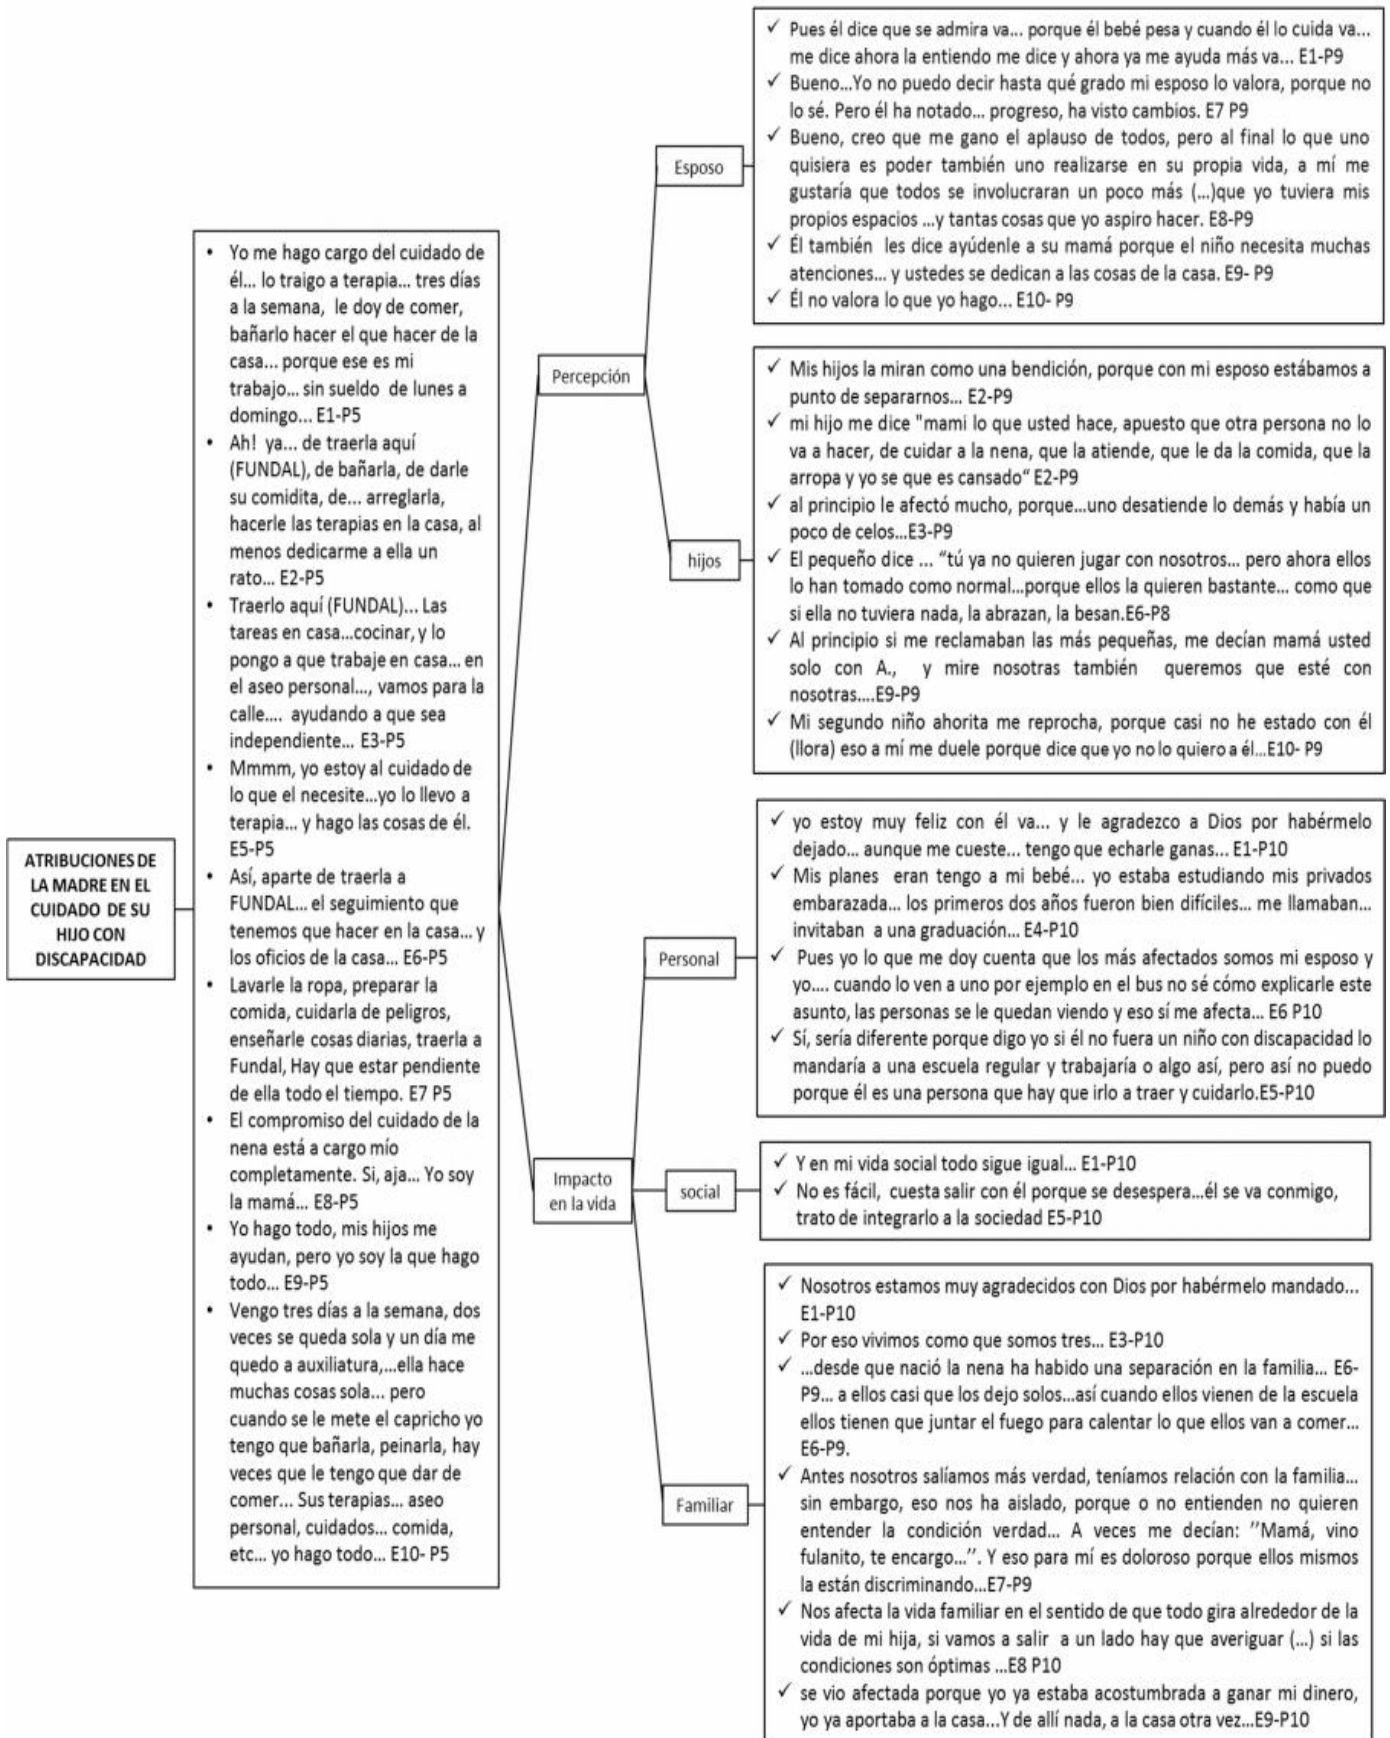 ATRIBUCIONES DE
LA MADRE EN EL
CUIDADO DE SU
HIJO CON
DISCAPACIDAD
• Yo me hago cargo del cuidado de
él... lo traigo a terapia... tres días
a la semana, le doy de comer,
bañarlo hacer el que hacer de la
casa... porque ese es mi
trabajo... sin sueldo de lunes a
domingo... E1-P5
• Ah! ya... de traerla aquí
(FUNDAL), de bañarla, de darle
su comidita, de... arreglarla,
hacerle las terapias en la casa, al
menos dedicarme a ella un
rato... E2-P5
• Traerlo aquí (FUNDAL)... Las
tareas en casa...cocinar, y lo
pongo a que trabaje en casa... en
el aseo personal..., vamos para la
calle.... ayudando a que sea
independiente... E3-P5
• Mmmm, yo estoy al cuidado de
lo que el necesite...yo lo llevo a
terapia... y hago las cosas de él.
E5-P5
• Así, aparte de traerla a
FUNDAL... el seguimiento que
tenemos que hacer en la casa... y
los oficios de la casa... E6-P5
• Lavarle la ropa, preparar la
comida, cuidarla de peligros,
enseñarle cosas diarias, traerla a
Fundal, Hay que estar pendiente
de ella todo el tiempo. E7 P5
• El compromiso del cuidado de la
nena está a cargo mío
completamente. Si, aja... Yo soy
la mamá... E8-P5
• Yo hago todo, mis hijos me
ayudan, pero yo soy la que hago
todo... E9-P5
• Vengo tres días a la semana, dos
veces se queda sola y un día me
quedo a auxiliatura,...ella hace
muchas cosas sola... pero
cuando se le mete el capricho yo
tengo que bañarla, peinarla, hay
veces que le tengo que dar de
comer... Sus terapias... aseo
personal, cuidados... comida,
etc... yo hago todo... E10- P5
Percepción
Esposo
✓ Pues él dice que se admira va... porque él bebé pesa y cuando él lo cuida va...
me dice ahora la entiendo me dice y ahora ya me ayuda más va... E1-P9
✓ Bueno...Yo no puedo decir hasta qué grado mi esposo lo valora, porque no
lo sé. Pero él ha notado... progreso, ha visto cambios. E7 P9
✓ Bueno, creo que me gano el aplauso de todos, pero al final lo que uno
quisiera es poder también uno realizarse en su propia vida, a mí me
gustaría que todos se involucraran un poco más (...)que yo tuviera mis
propios espacios ...y tantas cosas que yo aspiro hacer. E8-P9
✓ Él también les dice ayúdenle a su mamá porque el niño necesita muchas
atenciones... y ustedes se dedican a las cosas de la casa. E9- P9
✓ Él no valora lo que yo hago... E10- P9
hijos
✓ Mis hijos la miran como una bendición, porque con mi esposo estábamos a
punto de separarnos... E2-P9
✓ mi hijo me dice "mami lo que usted hace, apuesto que otra persona no lo
va a hacer, de cuidar a la nena, que la atiende, que le da la comida, que la
arropa y yo se que es cansado“ E2-P9
✓ al principio le afectó mucho, porque...uno desatiende lo demás y había un
poco de celos...E3-P9
✓ El pequeño dice ... “tú ya no quieren jugar con nosotros... pero ahora ellos
lo han tomado como normal...porque ellos la quieren bastante... como que
si ella no tuviera nada, la abrazan, la besan.E6-P8
✓ Al principio si me reclamaban las más pequeñas, me decían mamá usted
solo con A., y mire nosotras también queremos que esté con
nosotras....E9-P9
✓ Mi segundo niño ahorita me reprocha, porque casi no he estado con él
(llora) eso a mí me duele porque dice que yo no lo quiero a él...E10- P9
Impacto
en la vida
Personal
✓ yo estoy muy feliz con él va... y le agradezco a Dios por habérmelo
dejado... aunque me cueste... tengo que echarle ganas... E1-P10
✓ Mis planes eran tengo a mi bebé... yo estaba estudiando mis privados
embarazada... los primeros dos años fueron bien difíciles... me llamaban...
invitaban a una graduación... E4-P10
✓ Pues yo lo que me doy cuenta que los más afectados somos mi esposo y
yo.... cuando lo ven a uno por ejemplo en el bus no sé cómo explicarle este
asunto, las personas se le quedan viendo y eso sí me afecta... E6 P10
✓ Sí, sería diferente porque digo yo si él no fuera un niño con discapacidad lo
mandaría a una escuela regular y trabajaría o algo así, pero así no puedo
porque él es una persona que hay que irlo a traer y cuidarlo.E5-P10
social
✓ Y en mi vida social todo sigue igual... E1-P10
✓ No es fácil, cuesta salir con él porque se desespera...él se va conmigo,
trato de integrarlo a la sociedad E5-P10
Familiar
✓ Nosotros estamos muy agradecidos con Dios por habérmelo mandado...
E1-P10
✓ Por eso vivimos como que somos tres... E3-P10
✓ ...desde que nació la nena ha habido una separación en la familia... E6-
P9... a ellos casi que los dejo solos...así cuando ellos vienen de la escuela
ellos tienen que juntar el fuego para calentar lo que ellos van a comer...
E6-P9.
✓ Antes nosotros salíamos más verdad, teníamos relación con la familia...
sin embargo, eso nos ha aislado, porque o no entienden no quieren
entender la condición verdad... A veces me decían: ’’Mamá, vino
fulanito, te encargo...’’. Y eso para mí es doloroso porque ellos mismos
la están discriminando...E7-P9
✓ Nos afecta la vida familiar en el sentido de que todo gira alrededor de la
vida de mi hija, si vamos a salir a un lado hay que averiguar (...) si las
condiciones son óptimas ...E8 P10
✓ se vio afectada porque yo ya estaba acostumbrada a ganar mi dinero,
yo ya aportaba a la casa...Y de allí nada, a la casa otra vez...E9-P10